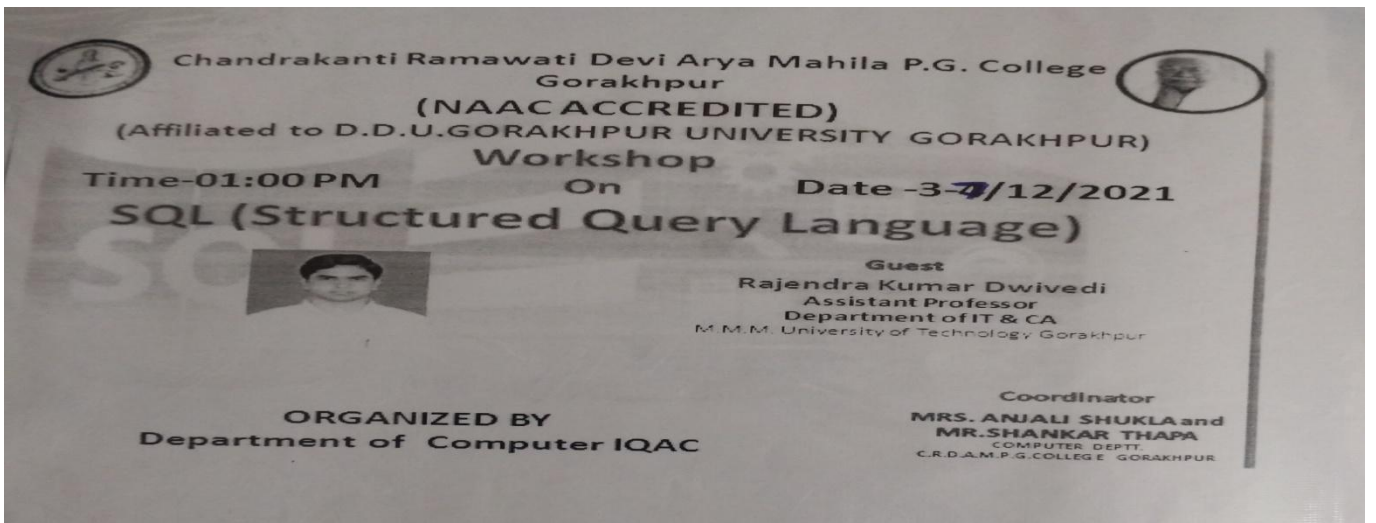 Chandrakanti Ramawati Devi Arya Mahila P.G. College
Gorakhpur
(NAAC ACCREDITED)
(Affiliated to D.D.U.GORAKHPUR UNIVERSITY GORAKHPUR)
Workshop
Time-01:00 PM On Date -3-/12/2021
SQL (Structured Query Language)
SQL
Guest
Rajendra Kumar Dwivedi
Assistant Professor
Department of IT & CA
M.M.M. University of Technology Gorakhpur
ORGANIZED BY
Department of Computer IQAC
Coordinator
MRS. ANJALI SHUKLA and
MR.SHANKAR THAPA
COMPUTER DEPTT.
C.R.D.A.M.P.G.COLLEGE GORAKHPUR